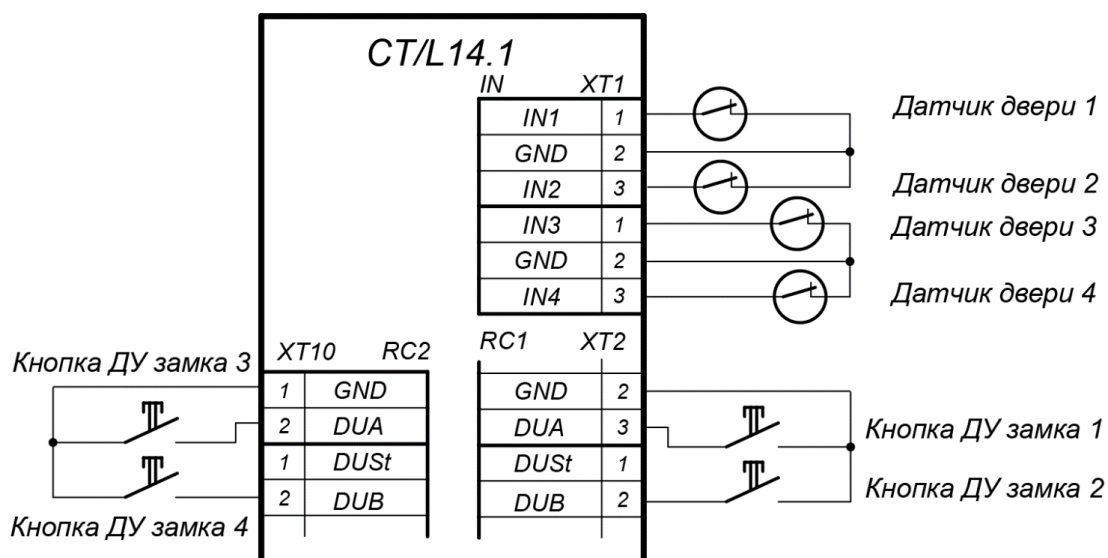 CT/L14.1
IN XT1
IN1 1
GND 2
IN2 3
IN3 1
GND 2
IN4 3
Датчик двери 1
Датчик двери 2
Датчик двери 3
Датчик двери 4
RC1 XT2
GND 2
DUA 3
DUSt 1
DUB 2
Кнопка ДУ замка 1
Кнопка ДУ замка 2
XT10 RC2
1 GND
2 DUA
1 DUSt
2 DUB
Кнопка ДУ замка 3
Кнопка ДУ замка 4